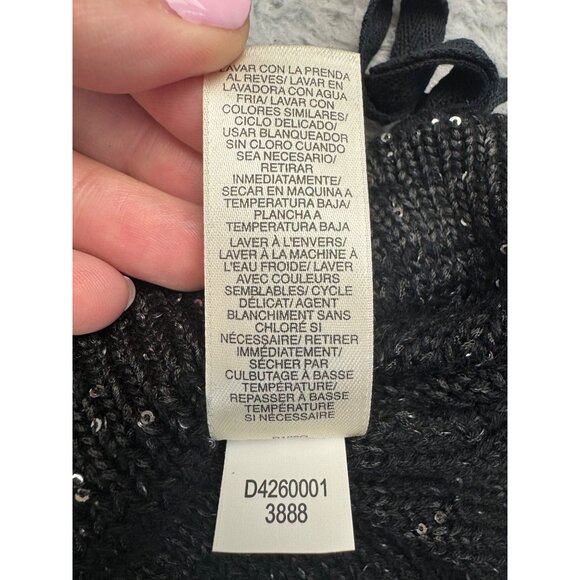 LAVAR CON LA PRENDA
AL REVES/ LAVAR EN
LAVADORA CON AGUA
FRIA/ LAVAR CON
COLORES SIMILARES/
CICLO DELICADO/
USAR BLANQUEADOR
SIN CLORO CUANDO
SEA NECESARIO/
RETIRAR
INMEDIATAMENTE/
SECAR EN MAQUINA A
TEMPERATURA BAJA/
PLANCHA A
TEMPERATURA BAJA
LAVER À L'ENVERS/
LAVER À LA MACHINE À
L'EAU FROIDE/ LAVER
AVEC COULEURS
SEMBLABLES/ CYCLE
DÉLICAT/ AGENT
BLANCHIMENT SANS
CHLORÉ SI
NÉCESSAIRE/ RETIRER
IMMÉDIATEMENT/
SÉCHER PAR
CULBUTAGE À BASSE
TEMPÉRATURE/
REPASSER À BASSE
TEMPÉRATURE
SI NÉCESSAIRE
D4260001
3888